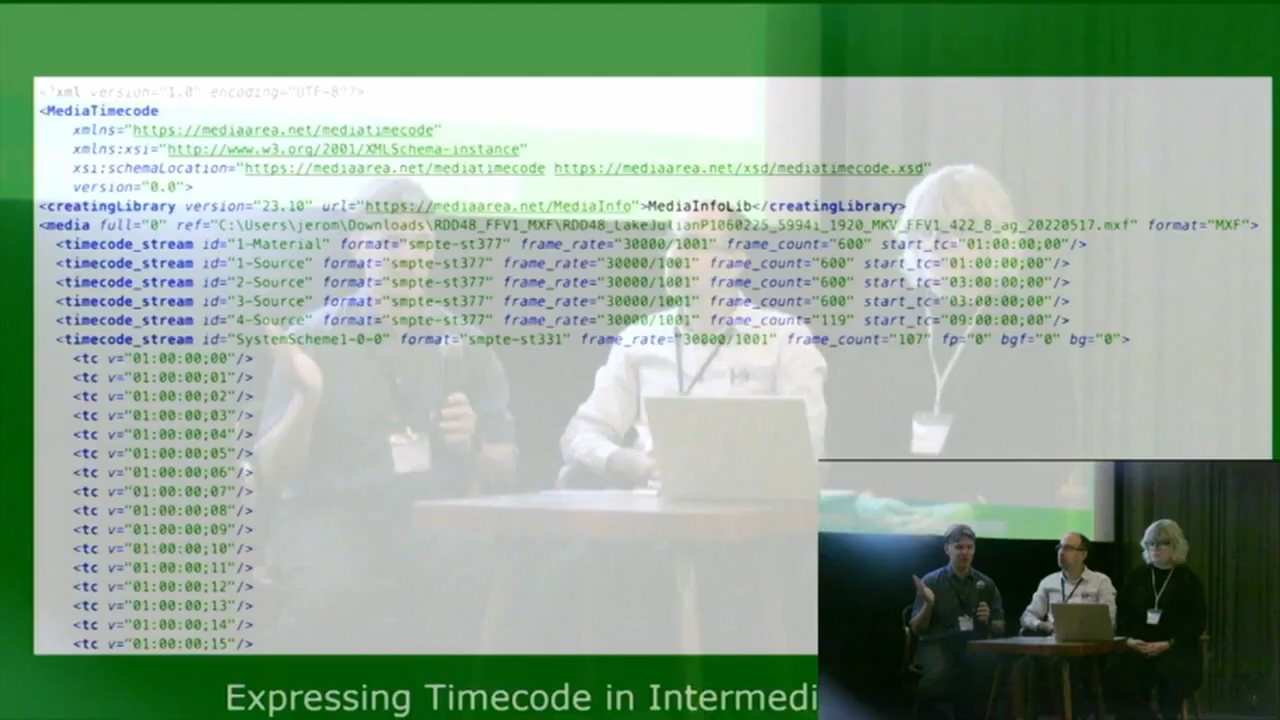 <?xml version="1.0" encoding="UTF-8"?>
<MediaTimecode
xmlns="https://mediaarea.net/mediatimecode"
xmlns:xsi="http://www.w3.org/2001/XMLSchema-instance"
xsi:schemaLocation="https://mediaarea.net/mediatimecode https://mediaarea.net/xsd/mediatimecode.xsd"
version="0.0">
<creatingLibrary version="23.10" url="https://mediaarea.net/MediaInfo">MediaInfoLib</creatingLibrary>
<media full="0" ref="C:\Users\jerom\Downloads\RDD48_FFV1_MXF\RDD48_LakeJulianP1060225_5994i_1920_MKV_FFV1_422_8_ag_20220517.mxf" format="MXF">
<timecode_stream id="1-Material" format="smpte-st377" frame_rate="30000/1001" frame_count="600" start_tc="01:00:00;00"/>
<timecode_stream id="1-Source" format="smpte-st377" frame_rate="30000/1001" frame_count="600" start_tc="01:00:00;00"/>
<timecode_stream id="2-Source" format="smpte-st377" frame_rate="30000/1001" frame_count="600" start_tc="03:00:00;00"/>
<timecode_stream id="3-Source" format="smpte-st377" frame_rate="30000/1001" frame_count="600" start_tc="03:00:00;00"/>
<timecode_stream id="4-Source" format="smpte-st377" frame_rate="30000/1001" frame_count="119" start_tc="09:00:00;00"/>
<timecode_stream id="SystemScheme1-0-0" format="smpte-st331" frame_rate="30000/1001" frame_count="107" fp="0" bgf="0" bg="0">
<tc v="01:00:00;00"/>
<tc v="01:00:00;01"/>
<tc v="01:00:00;02"/>
<tc v="01:00:00;03"/>
<tc v="01:00:00;04"/>
<tc v="01:00:00;05"/>
<tc v="01:00:00;06"/>
<tc v="01:00:00;07"/>
<tc v="01:00:00;08"/>
<tc v="01:00:00;09"/>
<tc v="01:00:00;10"/>
<tc v="01:00:00;11"/>
<tc v="01:00:00;12"/>
<tc v="01:00:00;13"/>
<tc v="01:00:00;14"/>
<tc v="01:00:00;15"/>
Expressing Timecode in Intermedi